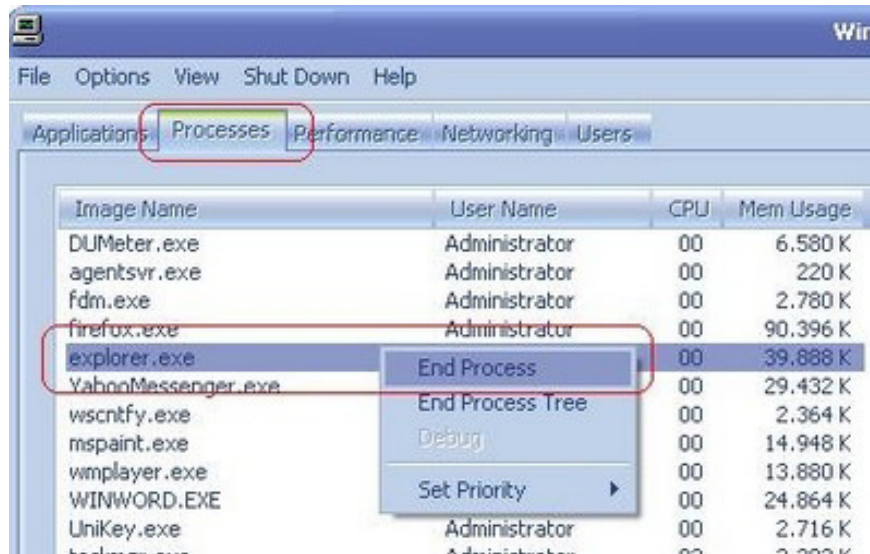 Win
File Options View Shut Down Help
Applications Processes Performance Networking Users
Image Name User Name CPU Mem Usage
DUMeter.exe Administrator 00 6.580 K
agentsvr.exe Administrator 00 220 K
fdm.exe Administrator 00 2.780 K
firefox.exe Administrator 00 90.396 K
explorer.exe 00 39.888 K
End Process
YahooMessenger.exe 00 29.432 K
End Process Tree
wscntfy.exe 00 2.364 K
Debug
mspaint.exe 00 14.948 K
wmplayer.exe 00 13.880 K
Set Priority
WINWORD.EXE 00 24.864 K
UniKey.exe Administrator 00 2.716 K